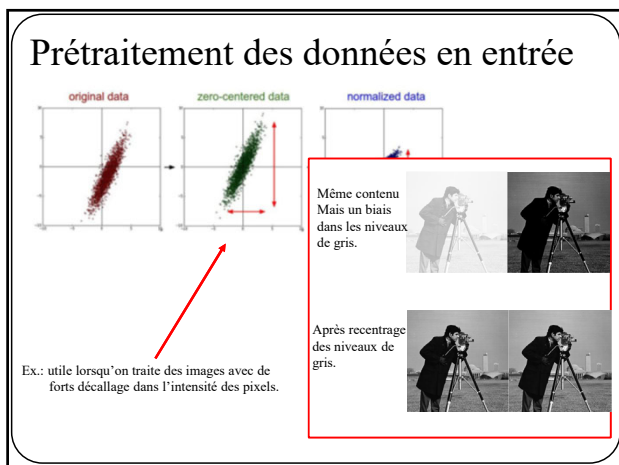 Prétraitement des données en entrée
original data
zero-centered data
normalized data
Même contenu
Mais un biais
dans les niveaux
de gris.
Après recentrage
des niveaux de
gris.
Ex.: utile lorsqu'on traite des images avec de
forts décallage dans l'intensité des pixels.